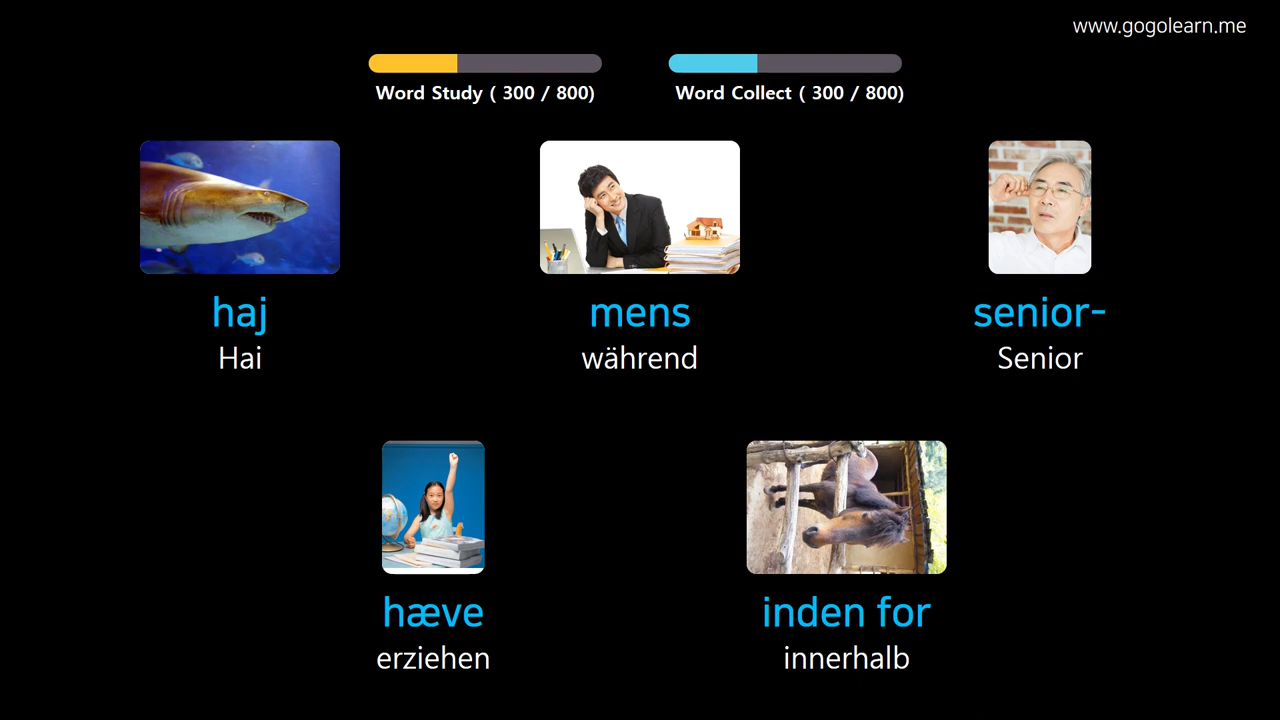 www.gogolearn.me
Word Study ( 300 / 800)
Word Collect ( 300 / 800)
haj
Hai
mens
während
senior-
Senior
hæve
erziehen
inden for
innerhalb